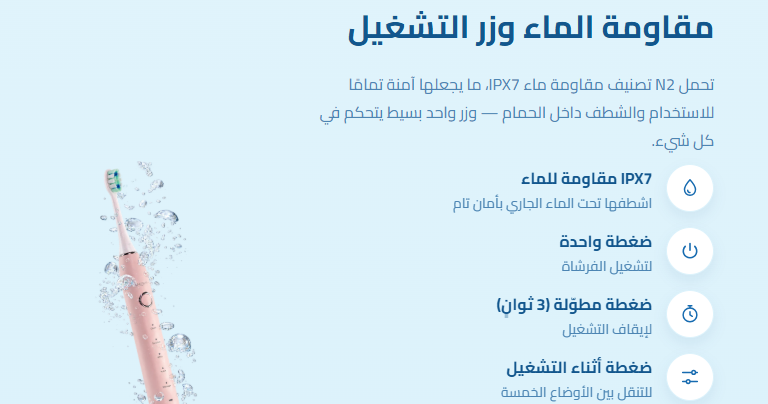 مقاومة الماء وزر التشغيل
تحمل N2 تصنيف مقاومة ماء IPX7، ما يجعلها آمنة تمامًا
للاستخدام والشطف داخل الحمام — وزر واحد بسيط يتحكم في
كل شيء.
IPX7 مقاومة للماء
اشطفها تحت الماء الجاري بأمان تام
ضغطة واحدة
لتشغيل الفرشاة
ضغطة مطوّلة (3 ثوانٍ)
لإيقاف التشغيل
ضغطة أثناء التشغيل
للتنقل بين الأوضاع الخمسة